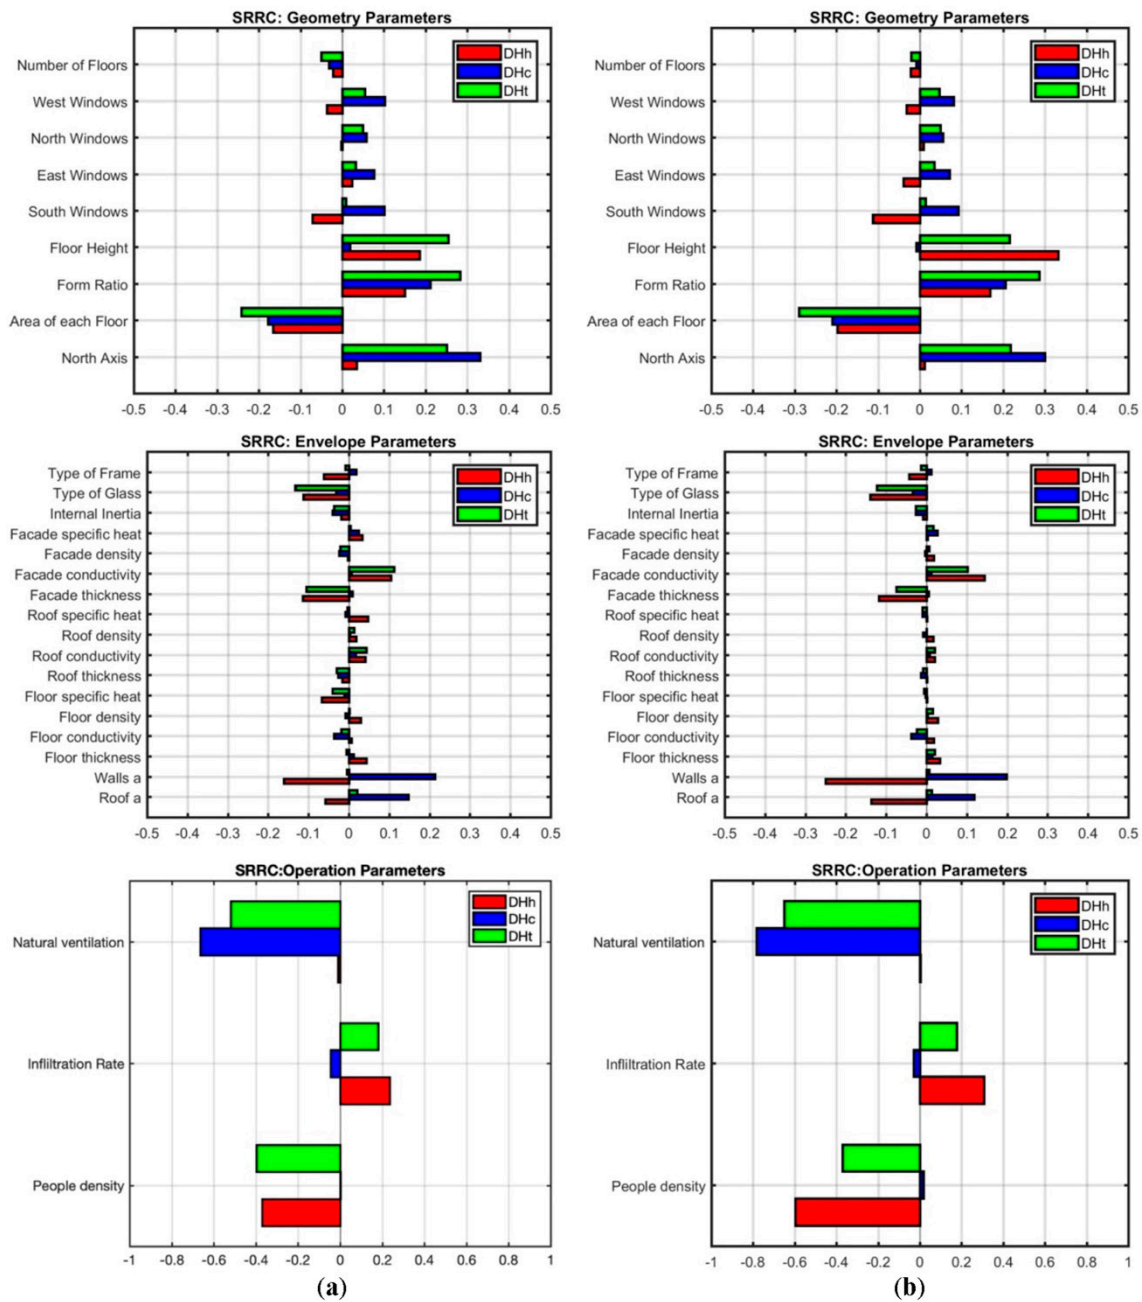 SRRC: Geometry Parameters
DHh
DHc
DHt
Number of Floors
West Windows
North Windows
East Windows
South Windows
Floor Height
Form Ratio
Area of each Floor
North Axis
-0.5 -0.4 -0.3 -0.2 -0.1 0 0.1 0.2 0.3 0.4 0.5
SRRC: Geometry Parameters
DHh
DHc
DHt
Number of Floors
West Windows
North Windows
East Windows
South Windows
Floor Height
Form Ratio
Area of each Floor
North Axis
-0.5 -0.4 -0.3 -0.2 -0.1 0 0.1 0.2 0.3 0.4 0.5
SRRC: Envelope Parameters
DHh
DHc
DHt
Type of Frame
Type of Glass
Internal Inertia
Facade specific heat
Facade density
Facade conductivity
Facade thickness
Roof specific heat
Roof density
Roof conductivity
Roof thickness
Floor specific heat
Floor density
Floor conductivity
Floor thickness
Walls a
Roof a
-0.5 -0.4 -0.3 -0.2 -0.1 0 0.1 0.2 0.3 0.4 0.5
SRRC: Envelope Parameters
DHh
DHc
DHt
Type of Frame
Type of Glass
Internal Inertia
Facade specific heat
Facade density
Facade conductivity
Facade thickness
Roof specific heat
Roof density
Roof conductivity
Roof thickness
Floor specific heat
Floor density
Floor conductivity
Floor thickness
Walls a
Roof a
-0.5 -0.4 -0.3 -0.2 -0.1 0 0.1 0.2 0.3 0.4 0.5
SRRC:Operation Parameters
DHh
DHc
DHt
Natural ventilation
Infliltration Rate
People density
-1 -0.8 -0.6 -0.4 -0.2 0 0.2 0.4 0.6 0.8 1
(a)
SRRC:Operation Parameters
DHh
DHc
DHt
Natural ventilation
Infliltration Rate
People density
-1 -0.8 -0.6 -0.4 -0.2 0 0.2 0.4 0.6 0.8 1
(b)